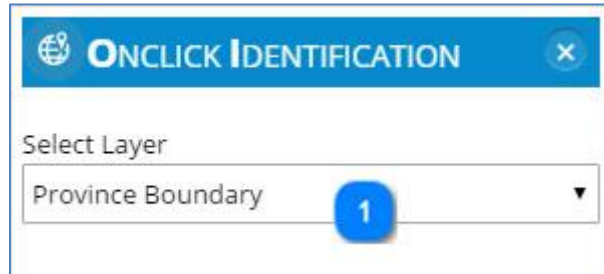 ONCLICK IDENTIFICATION
Select Layer
Province Boundary
1